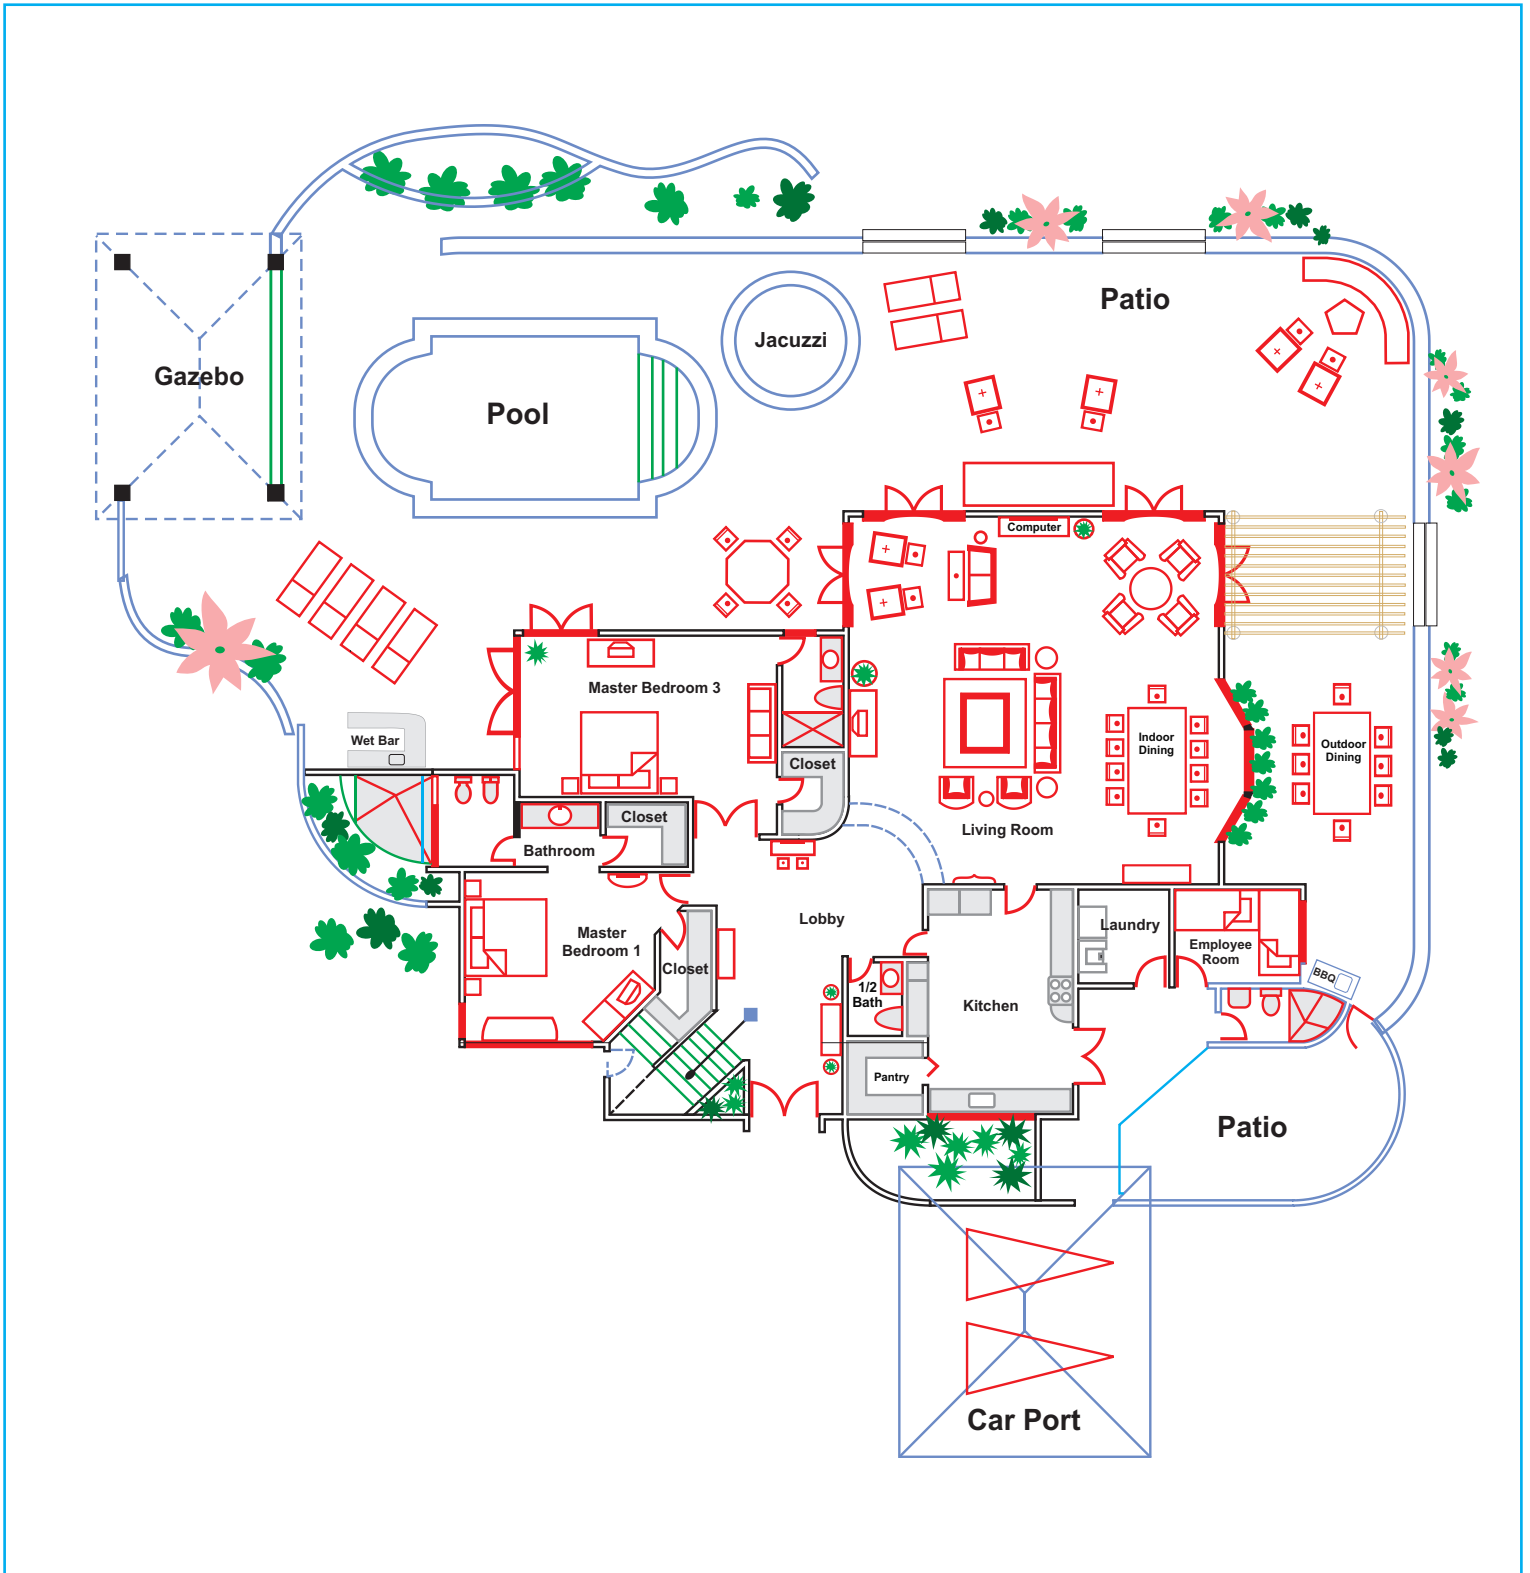 Patio
Jacuzzi
Gazebo
Pool
Computer
Master Bedroom 3
Wet Bar
Indoor
Dining
Outdoor
Dining
Closet
Closet
Living Room
Bathroom
Lobby
Laundry
Master
Bedroom 1
Employee
Room
Closet
BBQ
1/2
Bath
Kitchen
Pantry
Patio
Car Port